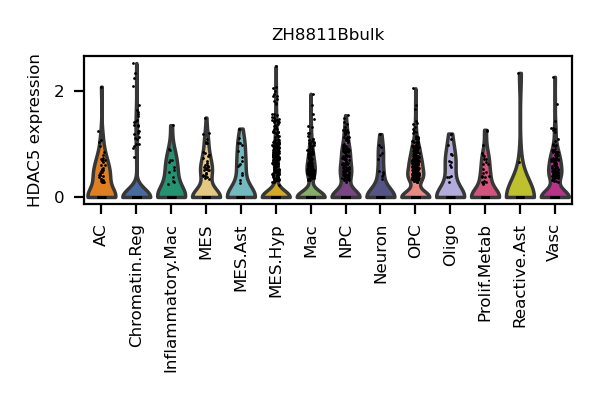 ZH8811Bbulk
HDAC5 expression
2
0
AC
Chromatin.Reg
Inflammatory.Mac
MES
MES.Ast
MES.Hyp
Mac
NPC
Neuron
OPC
Oligo
Prolif.Metab
Reactive.Ast
Vasc